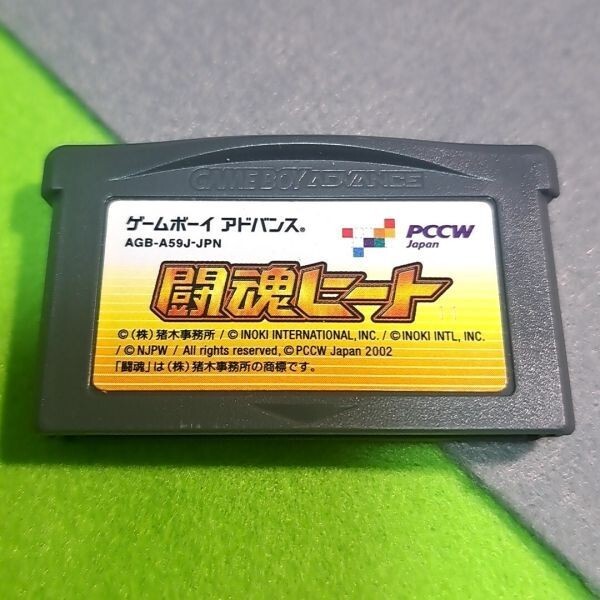 GAME BOY ADVANCE
ゲームボーイ アドバンス®
AGB-A59J-JPN
PCCW
Japan
闘魂ヒート
11
©(株)猪木事務所 / © INOKI INTERNATIONAL, INC. / © INOKI INTL, INC.
/ © NJPW / All rights reserved, © PCCW Japan 2002
「闘魂」は(株)猪木事務所の商標です。